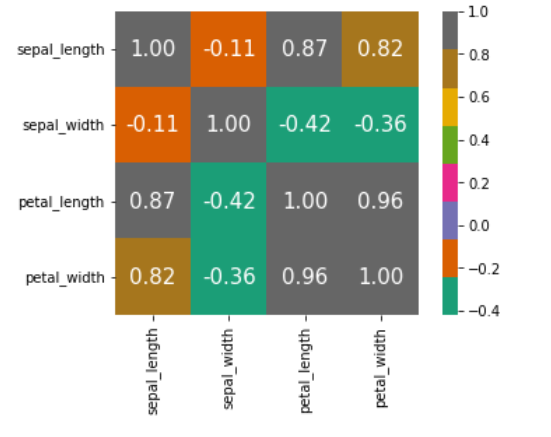 sepal_length 1.00 -0.11 0.87 0.82
sepal_width -0.11 1.00 -0.42 -0.36
petal_length 0.87 -0.42 1.00 0.96
petal_width 0.82 -0.36 0.96 1.00
sepal_length sepal_width petal_length petal_width
1.0
0.8
0.6
0.4
0.2
0.0
−0.2
−0.4